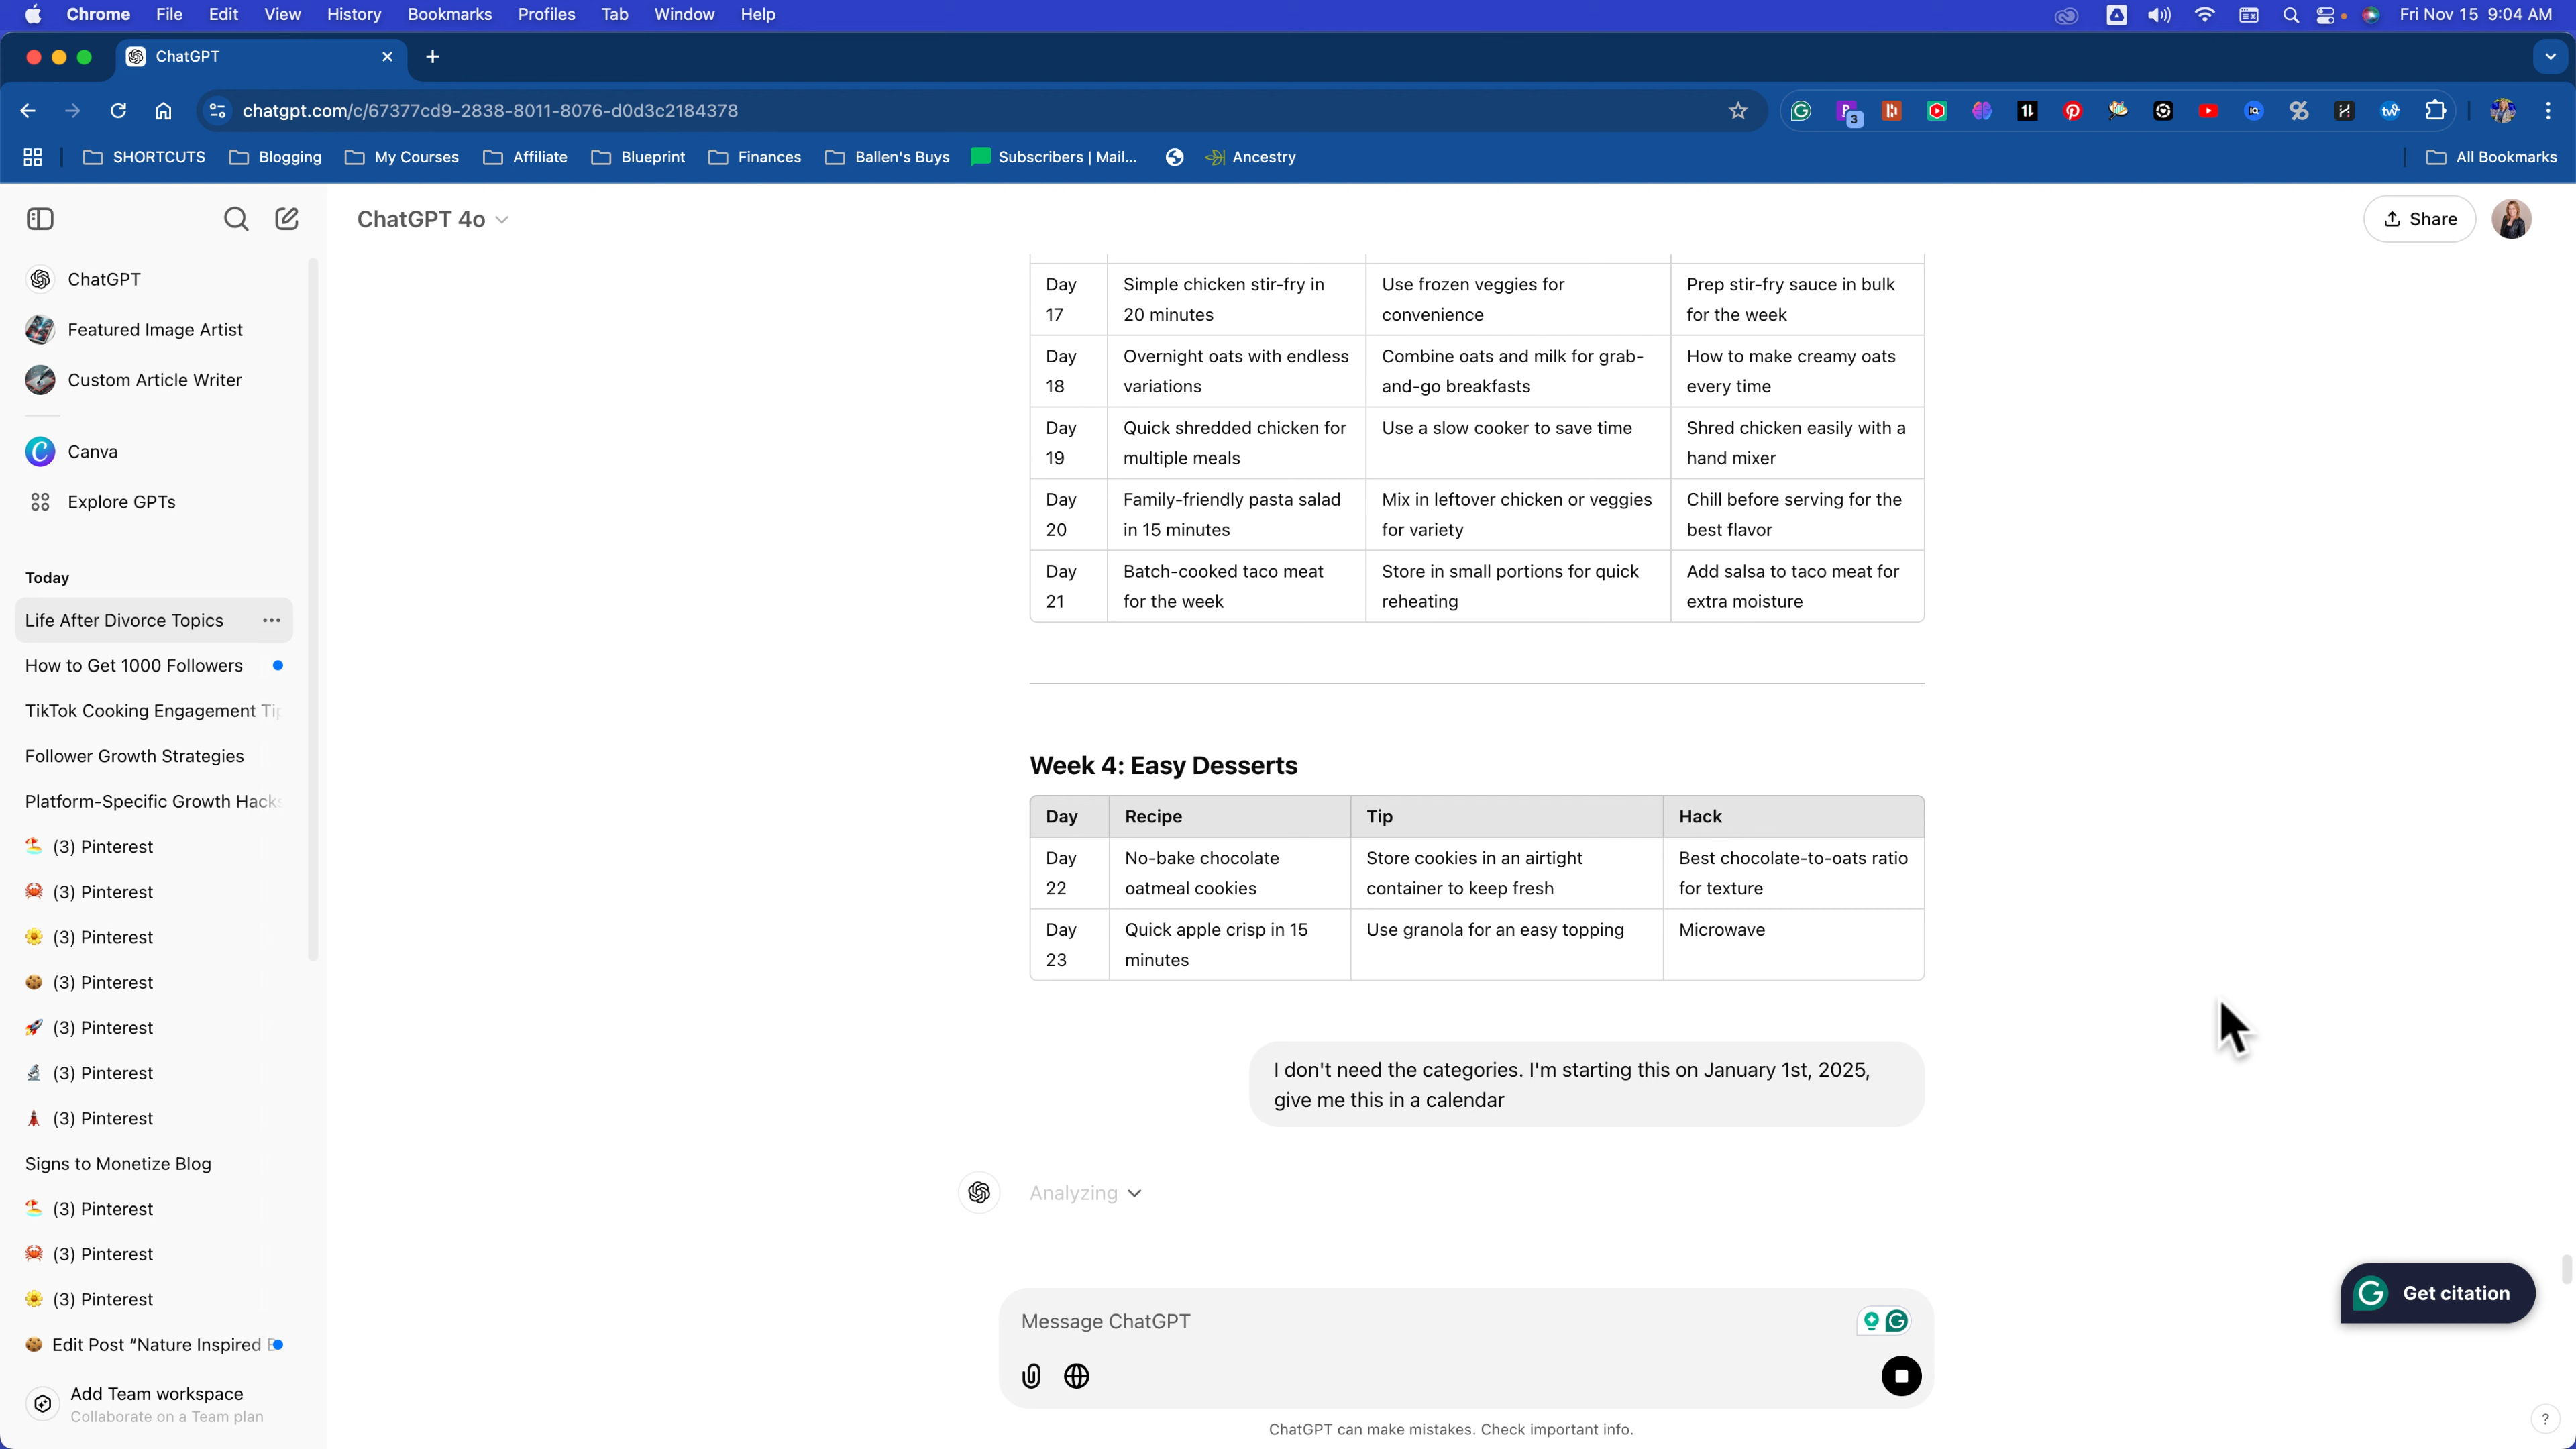 Chrome File Edit View History Bookmarks Profiles Tab Window Help
Fri Nov 15 9:04 AM
ChatGPT
chatgpt.com/c/67377cd9-2838-8011-8076-d0d3c2184378
3
SHORTCUTS Blogging My Courses Affiliate Blueprint Finances Ballen's Buys Subscribers | Mail... Ancestry All Bookmarks
ChatGPT 4o
Share
ChatGPT
Featured Image Artist
Custom Article Writer
Canva
Explore GPTs
Today
Life After Divorce Topics
How to Get 1000 Followers
TikTok Cooking Engagement Tip
Follower Growth Strategies
Platform-Specific Growth Hacks
(3) Pinterest
(3) Pinterest
(3) Pinterest
(3) Pinterest
(3) Pinterest
(3) Pinterest
(3) Pinterest
Signs to Monetize Blog
(3) Pinterest
(3) Pinterest
(3) Pinterest
Edit Post “Nature Inspired
Add Team workspace
Collaborate on a Team plan
Day Simple chicken stir-fry in Use frozen veggies for Prep stir-fry sauce in bulk
17 20 minutes convenience for the week
Day Overnight oats with endless Combine oats and milk for grab- How to make creamy oats
18 variations and-go breakfasts every time
Day Quick shredded chicken for Use a slow cooker to save time Shred chicken easily with a
19 multiple meals hand mixer
Day Family-friendly pasta salad Mix in leftover chicken or veggies Chill before serving for the
20 in 15 minutes for variety best flavor
Day Batch-cooked taco meat Store in small portions for quick Add salsa to taco meat for
21 for the week reheating extra moisture
Week 4: Easy Desserts
Day Recipe Tip Hack
Day No-bake chocolate Store cookies in an airtight Best chocolate-to-oats ratio
22 oatmeal cookies container to keep fresh for texture
Day Quick apple crisp in 15 Use granola for an easy topping Microwave
23 minutes
I don't need the categories. I'm starting this on January 1st, 2025,
give me this in a calendar
Analyzing
Get citation
Message ChatGPT
ChatGPT can make mistakes. Check important info.
?